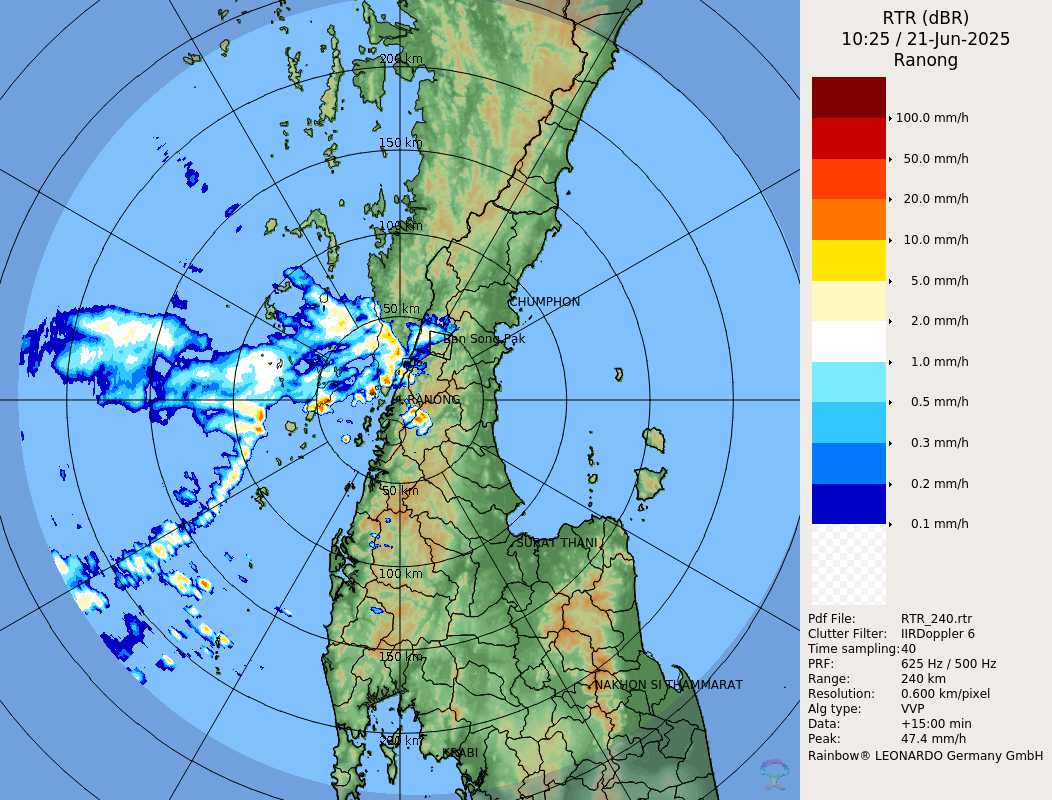 RTR (dBR)
10:25 / 21-Jun-2025
Ranong
100.0 mm/h
50.0 mm/h
20.0 mm/h
10.0 mm/h
5.0 mm/h
2.0 mm/h
1.0 mm/h
0.5 mm/h
0.3 mm/h
0.2 mm/h
0.1 mm/h
Pdf File: RTR_240.rtr
Clutter Filter: IIRDoppler 6
Time sampling:40
PRF: 625 Hz / 500 Hz
Range: 240 km
Resolution: 0.600 km/pixel
Alg type: VVP
Data: +15:00 min
Peak: 47.4 mm/h
Rainbow® LEONARDO Germany GmbH
200 km
150 km
100 km
50 km
CHUMPHON
Ban Song Pak
RANONG
50 km
SURAT THANI
100 km
150 km
NAKHON SI THAMMARAT
200 km
KRABI